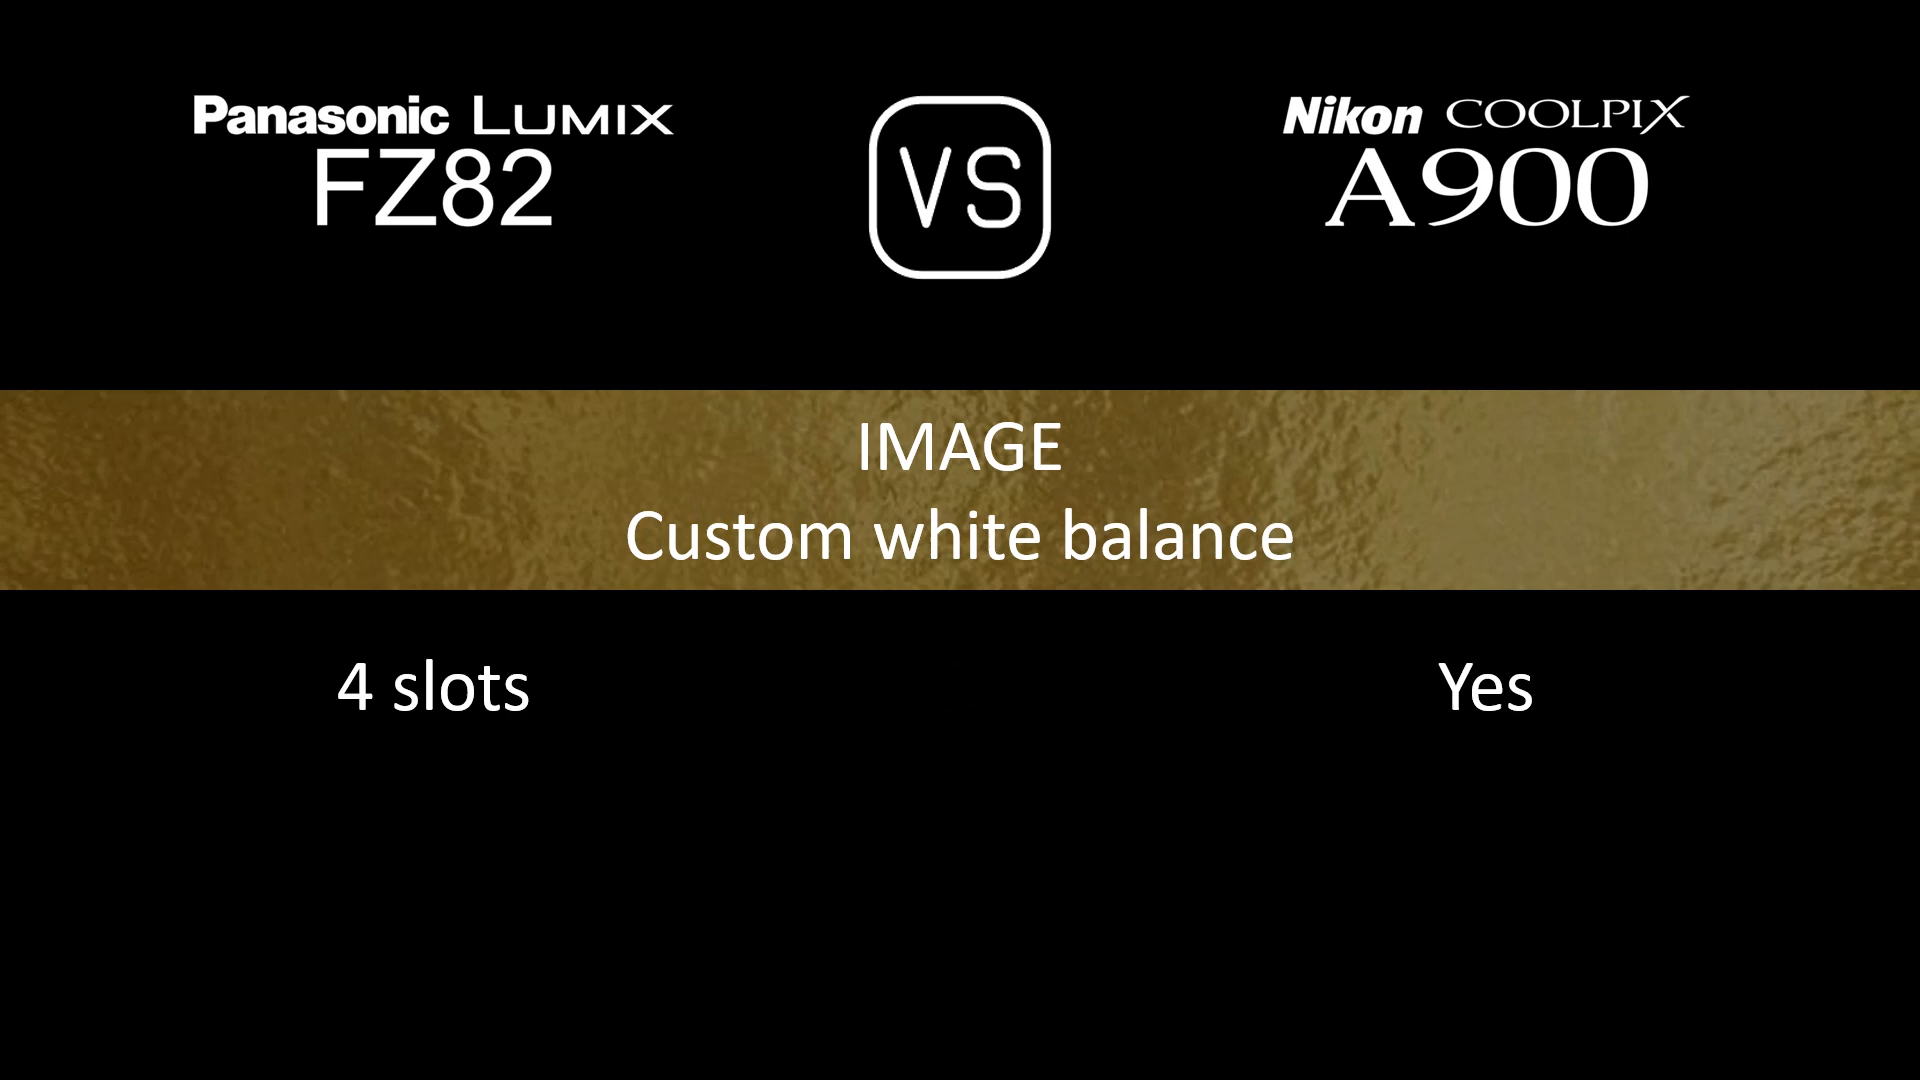 Panasonic LUMIX
FZ82
VS
Nikon COOLPIX
A900
IMAGE
Custom white balance
4 slots
Yes